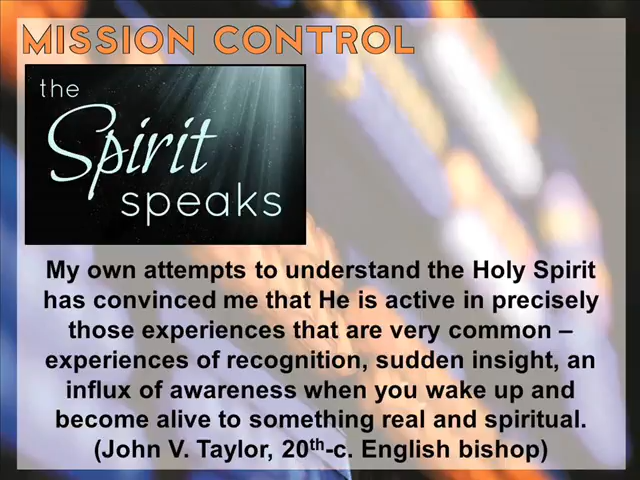 MISSION CONTROL
the
Spirit
speaks
My own attempts to understand the Holy Spirit
has convinced me that He is active in precisely
those experiences that are very common –
experiences of recognition, sudden insight, an
influx of awareness when you wake up and
become alive to something real and spiritual.
(John V. Taylor, 20th-c. English bishop)